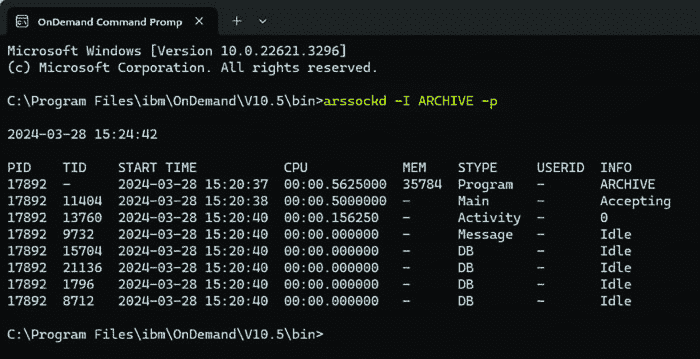 OnDemand Command Promp
Microsoft Windows [Version 10.0.22621.3296]
(c) Microsoft Corporation. All rights reserved.
C:\Program Files\ibm\OnDemand\V10.5\bin>arssockd -I ARCHIVE -p
2024-03-28 15:24:42
PID TID START TIME CPU MEM STYPE USERID INFO
17892 - 2024-03-28 15:20:37 00:00.5625000 35784 Program - ARCHIVE
17892 11404 2024-03-28 15:20:38 00:00.5000000 - Main - Accepting
17892 13760 2024-03-28 15:20:40 00:00.156250 - Activity - 0
17892 9732 2024-03-28 15:20:40 00:00.000000 - Message - Idle
17892 15704 2024-03-28 15:20:40 00:00.000000 - DB - Idle
17892 21136 2024-03-28 15:20:40 00:00.000000 - DB - Idle
17892 1796 2024-03-28 15:20:40 00:00.000000 - DB - Idle
17892 8712 2024-03-28 15:20:40 00:00.000000 - DB - Idle
C:\Program Files\ibm\OnDemand\V10.5\bin>